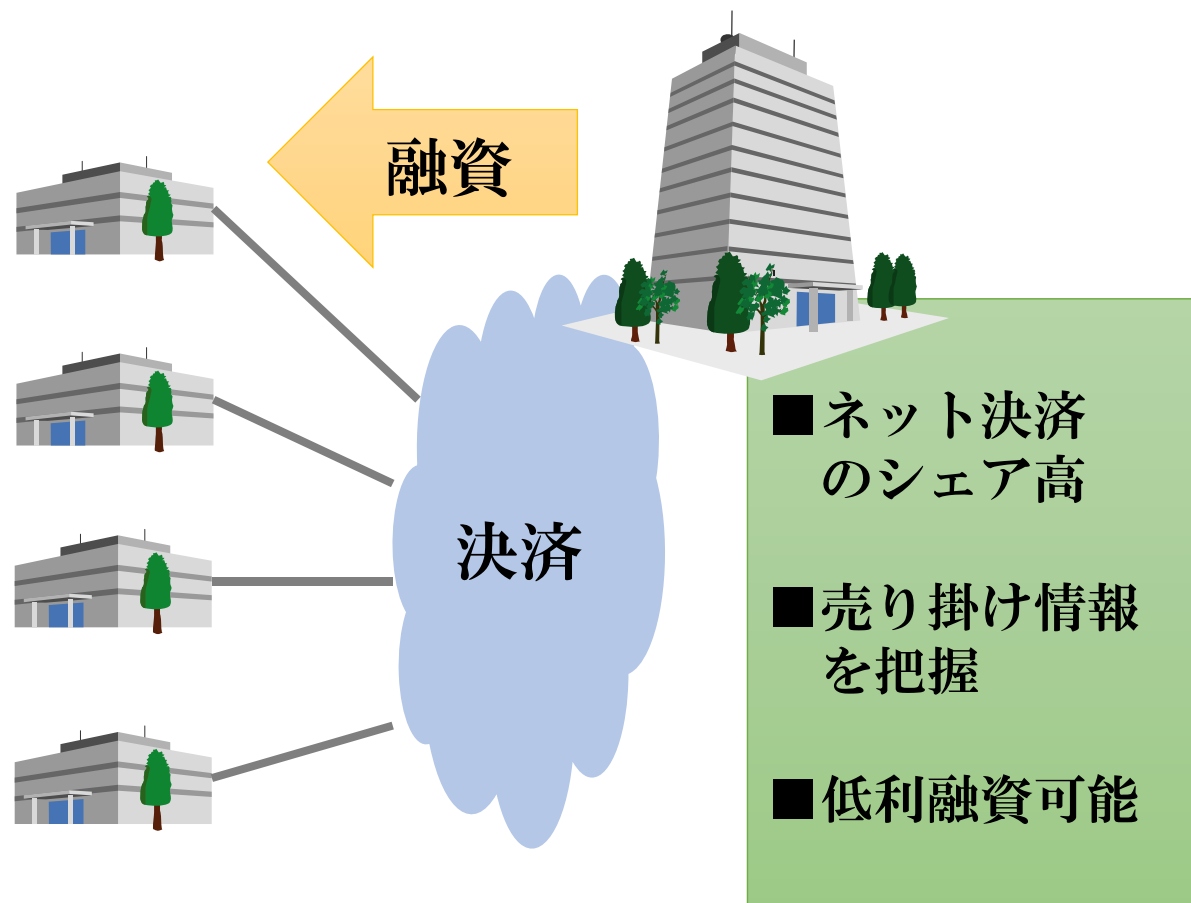 融資
決済
■ネット決済
のシェア高
■売り掛け情報
を把握
■低利融資可能